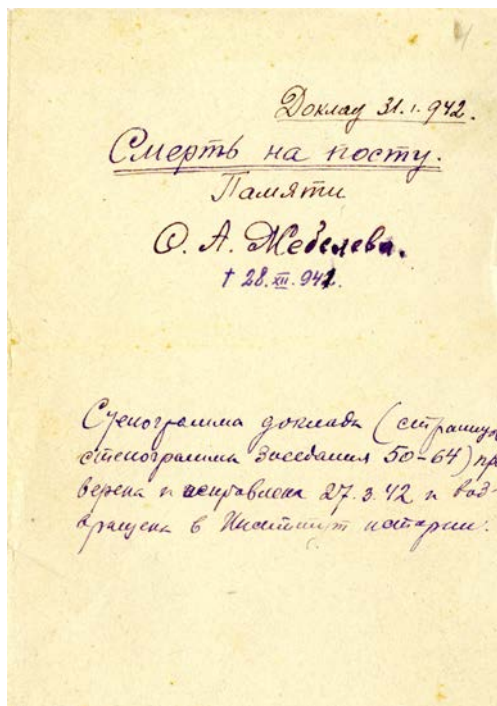 4
Доклад 31.I.942.
Смерть на посту.
Памяти
С. А. Жебелева.
† 28.XII.941.
Стенограмма доклада (страницы
стенограммы заседания 50-64) про
верена и исправлена 27.3.42 и воз-
вращена в Институт истории.